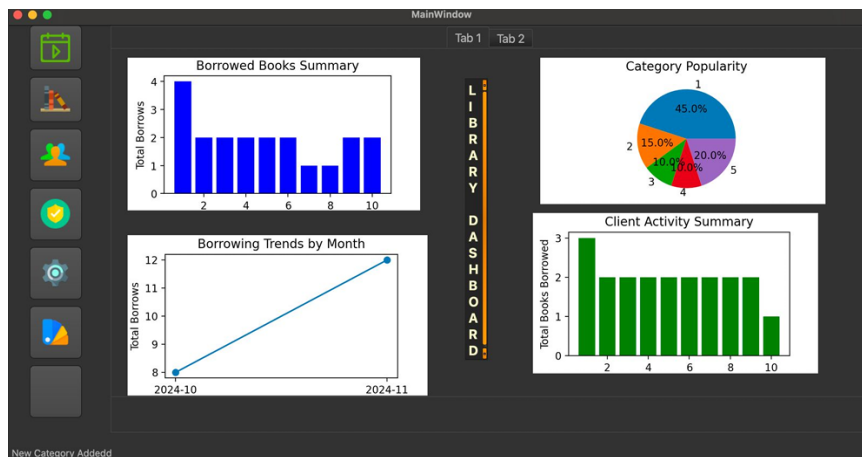 MainWindow
Tab 1 Tab 2
Borrowed Books Summary
Total Borrows
4
3
2
1
0
2 4 6 8 10
Borrowing Trends by Month
Total Borrows
12
11
10
9
8
2024-10 2024-11
LIBRARY DASHBOARD
Category Popularity
1
45.0%
2
15.0%
3
10.0%
4
10.0%
5
20.0%
Client Activity Summary
Total Books Borrowed
3
2
1
0
2 4 6 8 10
New Category Addedd